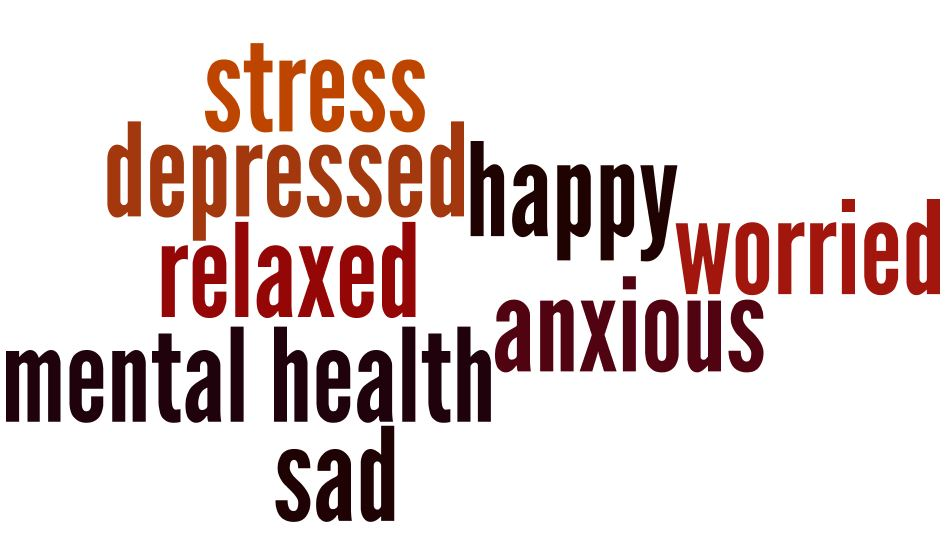 stress
depressed
happy
worried
relaxed
anxious
mental health
sad